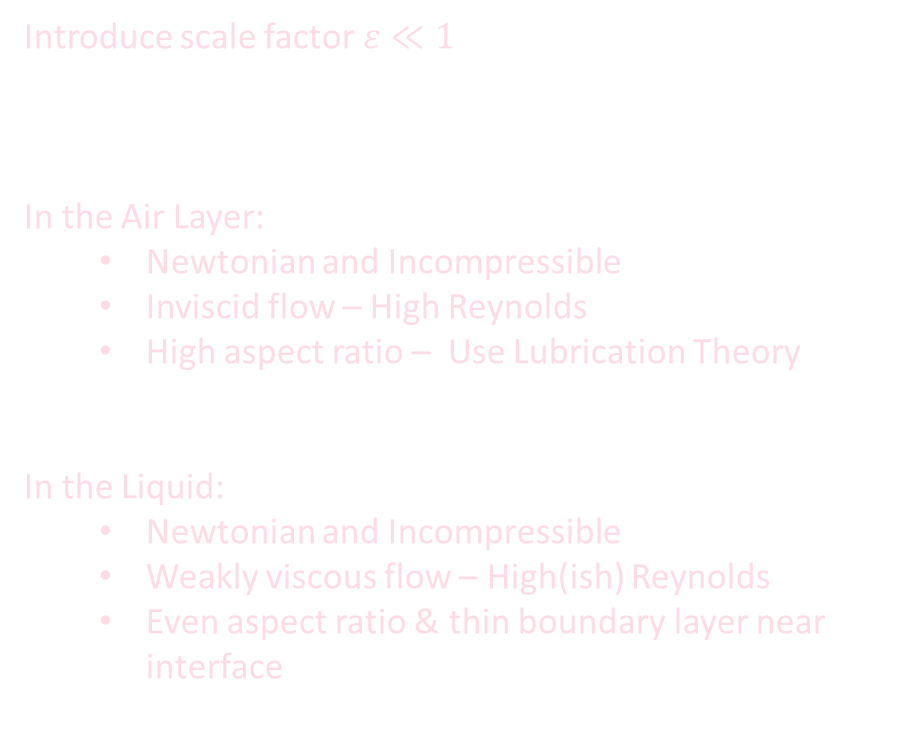 Introduce scale factor ε ≪ 1
In the Air Layer:
• Newtonian and Incompressible
• Inviscid flow – High Reynolds
• High aspect ratio – Use Lubrication Theory
In the Liquid:
• Newtonian and Incompressible
• Weakly viscous flow – High(ish) Reynolds
• Even aspect ratio & thin boundary layer near
interface